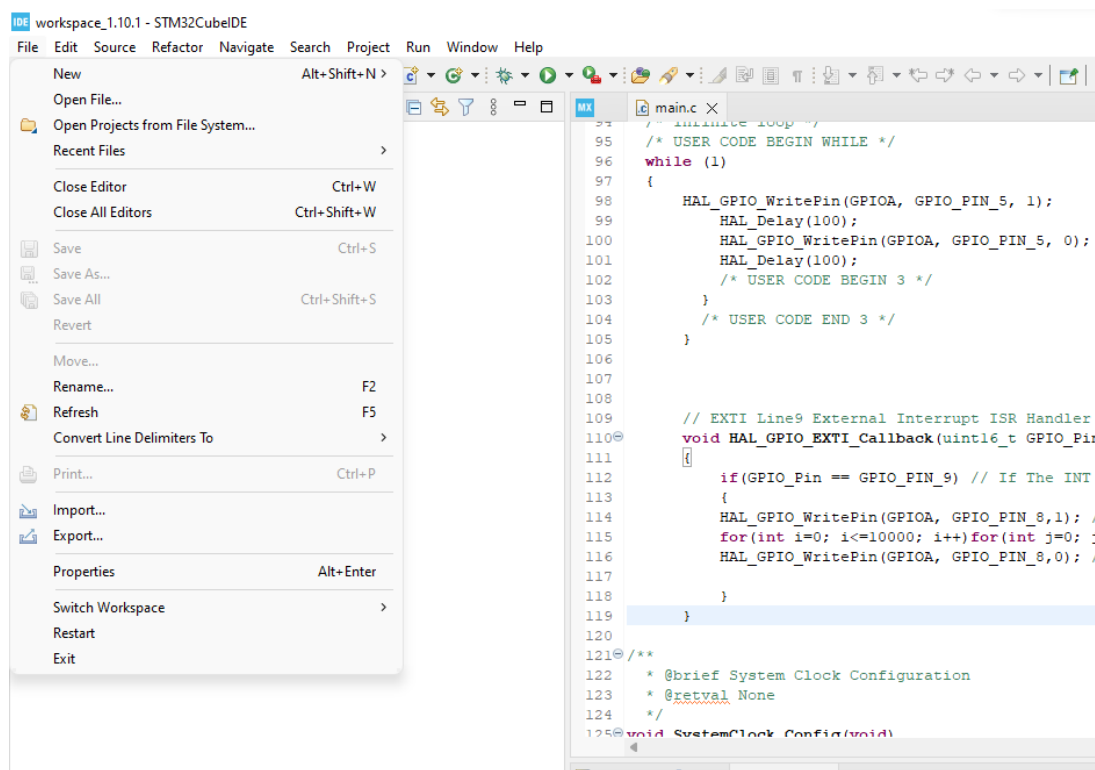 IDE workspace_1.10.1 - STM32CubeIDE
File Edit Source Refactor Navigate Search Project Run Window Help
New Alt+Shift+N >
Open File...
Open Projects from File System...
Recent Files >
Close Editor Ctrl+W
Close All Editors Ctrl+Shift+W
Save Ctrl+S
Save As...
Save All Ctrl+Shift+S
Revert
Move...
Rename... F2
Refresh F5
Convert Line Delimiters To >
Print... Ctrl+P
Import...
Export...
Properties Alt+Enter
Switch Workspace >
Restart
Exit
MX main.c
94 /* Infinite loop */
95 /* USER CODE BEGIN WHILE */
96 while (1)
97 {
98 HAL_GPIO_WritePin(GPIOA, GPIO_PIN_5, 1);
99 HAL_Delay(100);
100 HAL_GPIO_WritePin(GPIOA, GPIO_PIN_5, 0);
101 HAL_Delay(100);
102 /* USER CODE BEGIN 3 */
103 }
104 /* USER CODE END 3 */
105 }
106
107
108
109 // EXTI Line9 External Interrupt ISR Handler
110 void HAL_GPIO_EXTI_Callback(uint16_t GPIO_Pin
111 {
112 if(GPIO_Pin == GPIO_PIN_9) // If The INT
113 {
114 HAL_GPIO_WritePin(GPIOA, GPIO_PIN_8,1); /
115 for(int i=0; i<=10000; i++)for(int j=0; j
116 HAL_GPIO_WritePin(GPIOA, GPIO_PIN_8,0); /
117
118 }
119 }
120
121 /**
122 * @brief System Clock Configuration
123 * @retval None
124 */
125 void SystemClock_Config(void)